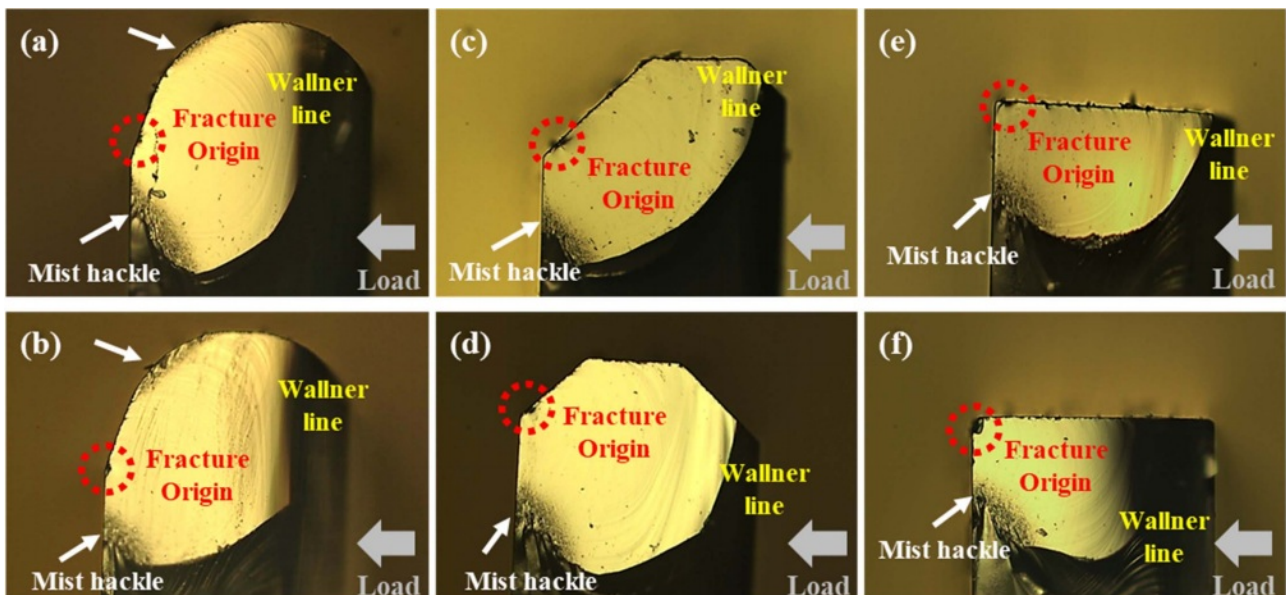 (a)
Wallner
line
Fracture
Origin
Mist hackle
Load
(c)
Wallner
line
Fracture
Origin
Mist hackle
Load
(e)
Wallner
line
Fracture
Origin
Mist hackle
Load
(b)
Wallner
line
Fracture
Origin
Mist hackle
Load
(d)
Fracture
Origin
Wallner
line
Mist hackle
Load
(f)
Fracture
Origin
Wallner
line
Mist hackle
Load